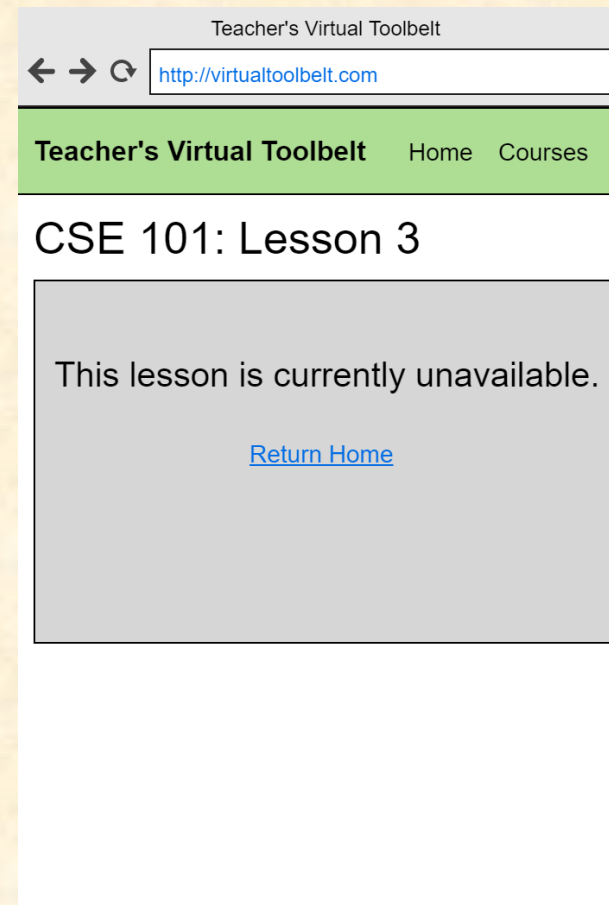 Teacher's Virtual Toolbelt
http://virtualtoolbelt.com
Teacher's Virtual Toolbelt Home Courses
CSE 101: Lesson 3
This lesson is currently unavailable.
Return Home